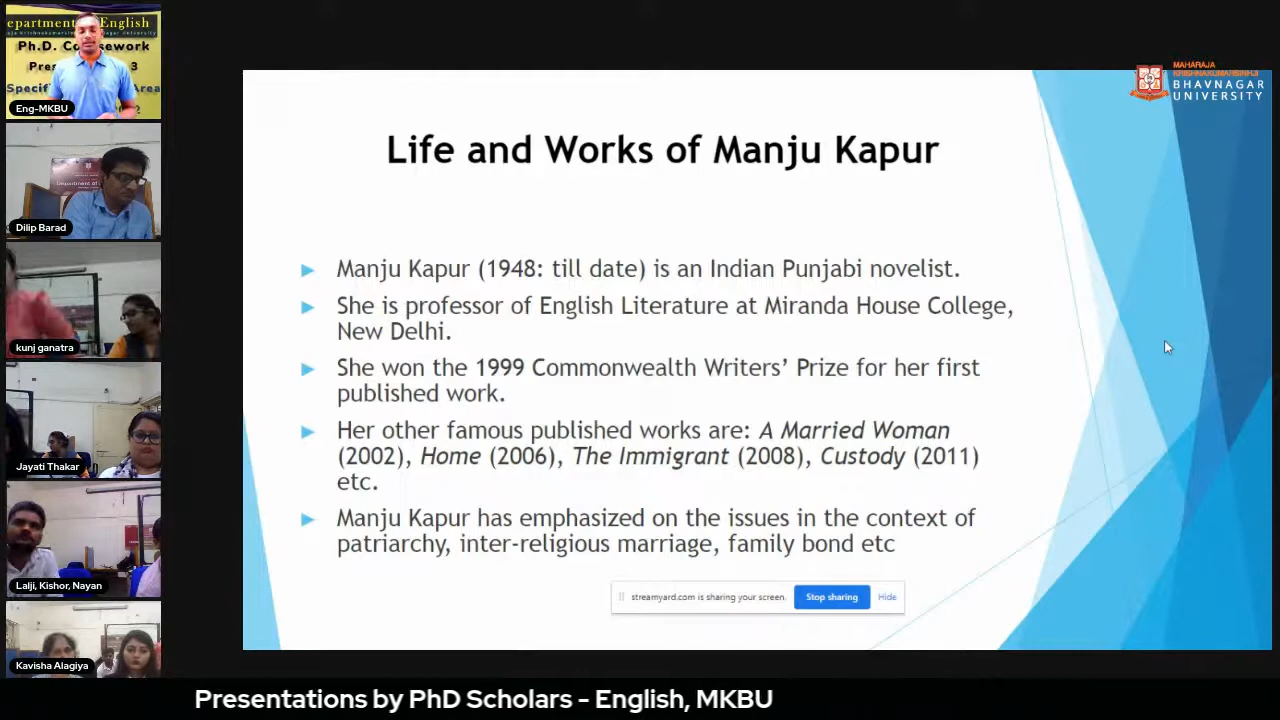 epartment English
Ph.D. Coursework
Pres 3
Specif Area
Eng-MKBU
Dilip Barad
kunj ganatra
Jayati Thakar
Lalji, Kishor, Nayan
Kavisha Alagiya
MAHARAJA
KRISHNAKUMARSINHJI
BHAVNAGAR
UNIVERSITY
Life and Works of Manju Kapur
Manju Kapur (1948: till date) is an Indian Punjabi novelist.
She is professor of English Literature at Miranda House College,
New Delhi.
She won the 1999 Commonwealth Writers’ Prize for her first
published work.
Her other famous published works are: A Married Woman
(2002), Home (2006), The Immigrant (2008), Custody (2011)
etc.
Manju Kapur has emphasized on the issues in the context of
patriarchy, inter-religious marriage, family bond etc
streamyard.com is sharing your screen. Stop sharing Hide
Presentations by PhD Scholars – English, MKBU